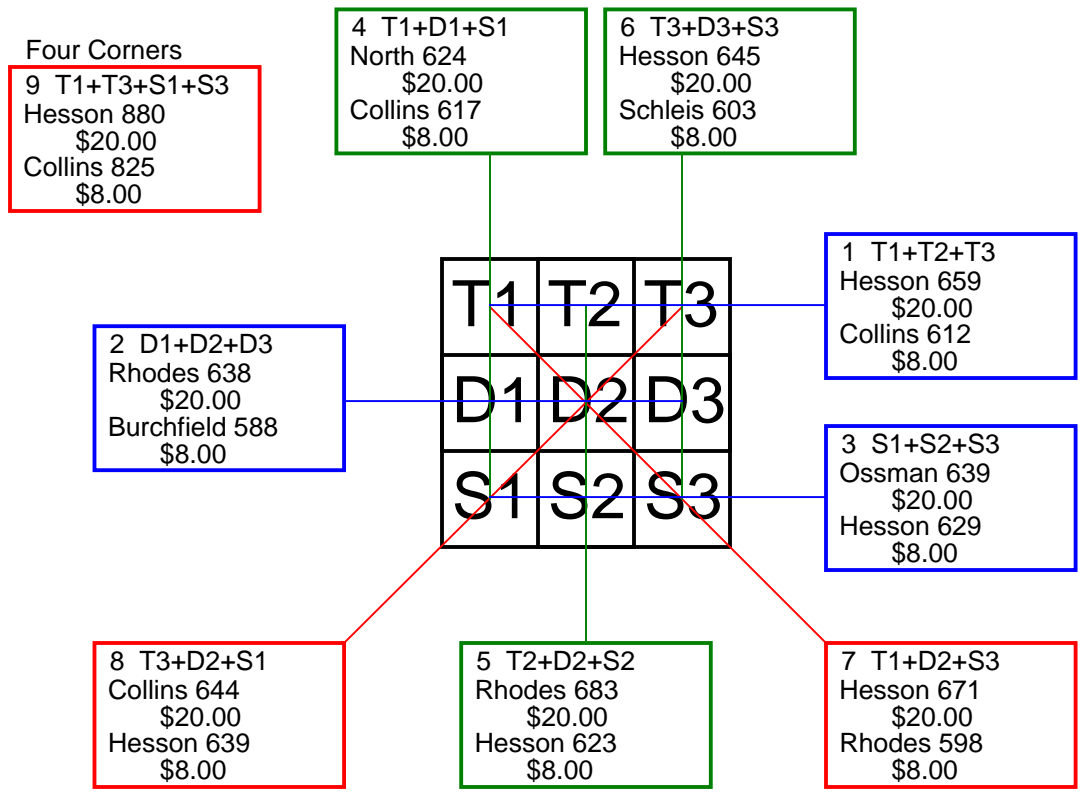 4 T1+D1+S1
North 624
$20.00
Collins 617
$8.00
6 T3+D3+S3
Hesson 645
$20.00
Schleis 603
$8.00
Four Corners
9 T1+T3+S1+S3
Hesson 880
$20.00
Collins 825
$8.00
1 T1+T2+T3
Hesson 659
$20.00
Collins 612
$8.00
T1 T2 T3
D1 D2 D3
S1 S2 S3
2 D1+D2+D3
Rhodes 638
$20.00
Burchfield 588
$8.00
3 S1+S2+S3
Ossman 639
$20.00
Hesson 629
$8.00
8 T3+D2+S1
Collins 644
$20.00
Hesson 639
$8.00
5 T2+D2+S2
Rhodes 683
$20.00
Hesson 623
$8.00
7 T1+D2+S3
Hesson 671
$20.00
Rhodes 598
$8.00